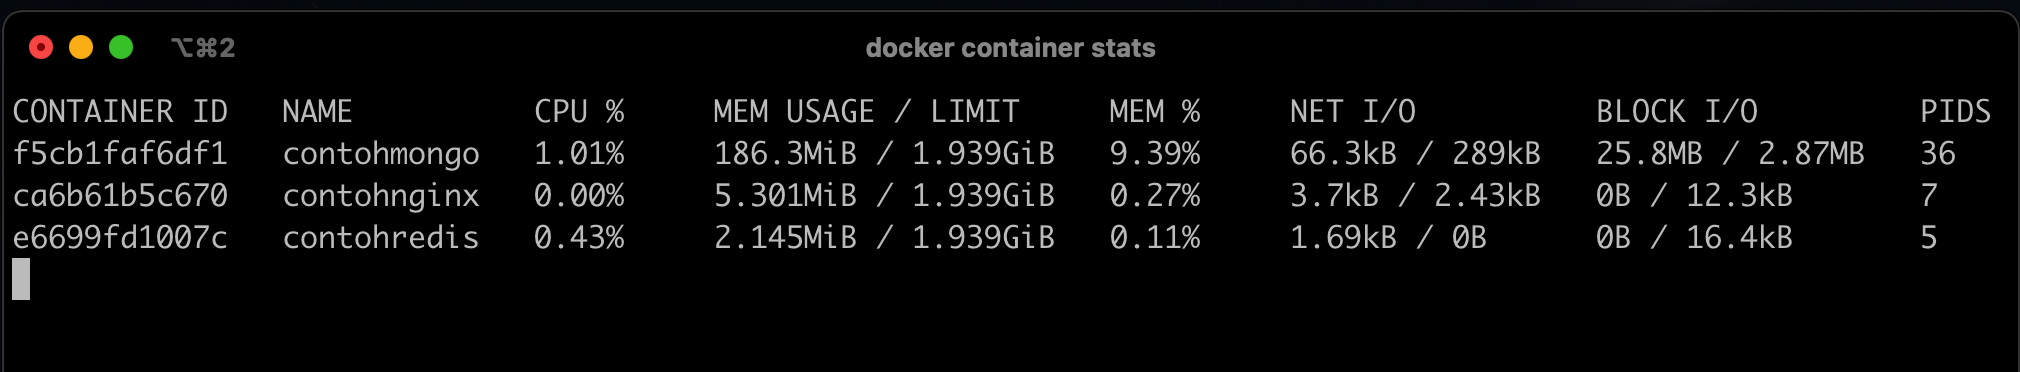 ⌥⌘2 docker container stats
CONTAINER ID NAME CPU % MEM USAGE / LIMIT MEM % NET I/O BLOCK I/O PIDS
f5cb1faf6df1 contohmongo 1.01% 186.3MiB / 1.939GiB 9.39% 66.3kB / 289kB 25.8MB / 2.87MB 36
ca6b61b5c670 contohnginx 0.00% 5.301MiB / 1.939GiB 0.27% 3.7kB / 2.43kB 0B / 12.3kB 7
e6699fd1007c contohredis 0.43% 2.145MiB / 1.939GiB 0.11% 1.69kB / 0B 0B / 16.4kB 5